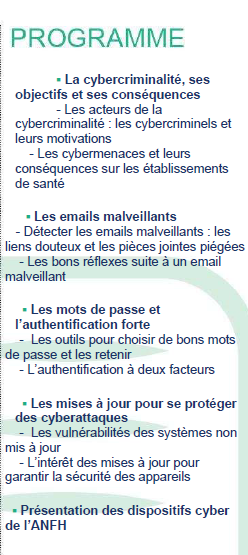 PROGRAMME
▪ La cybercriminalité, ses
objectifs et ses conséquences
- Les acteurs de la
cybercriminalité : les cybercriminels et
leurs motivations
- Les cybermenaces et leurs
conséquences sur les établissements
de santé
▪ Les emails malveillants
- Détecter les emails malveillants : les
liens douteux et les pièces jointes piégées
- Les bons réflexes suite à un email
malveillant
▪ Les mots de passe et
l’authentification forte
- Les outils pour choisir de bons mots
de passe et les retenir
- L’authentification à deux facteurs
▪ Les mises à jour pour se protéger
des cyberattaques
- Les vulnérabilités des systèmes non
mis à jour
- L’intérêt des mises à jour pour
garantir la sécurité des appareils
▪ Présentation des dispositifs cyber
de l’ANFH